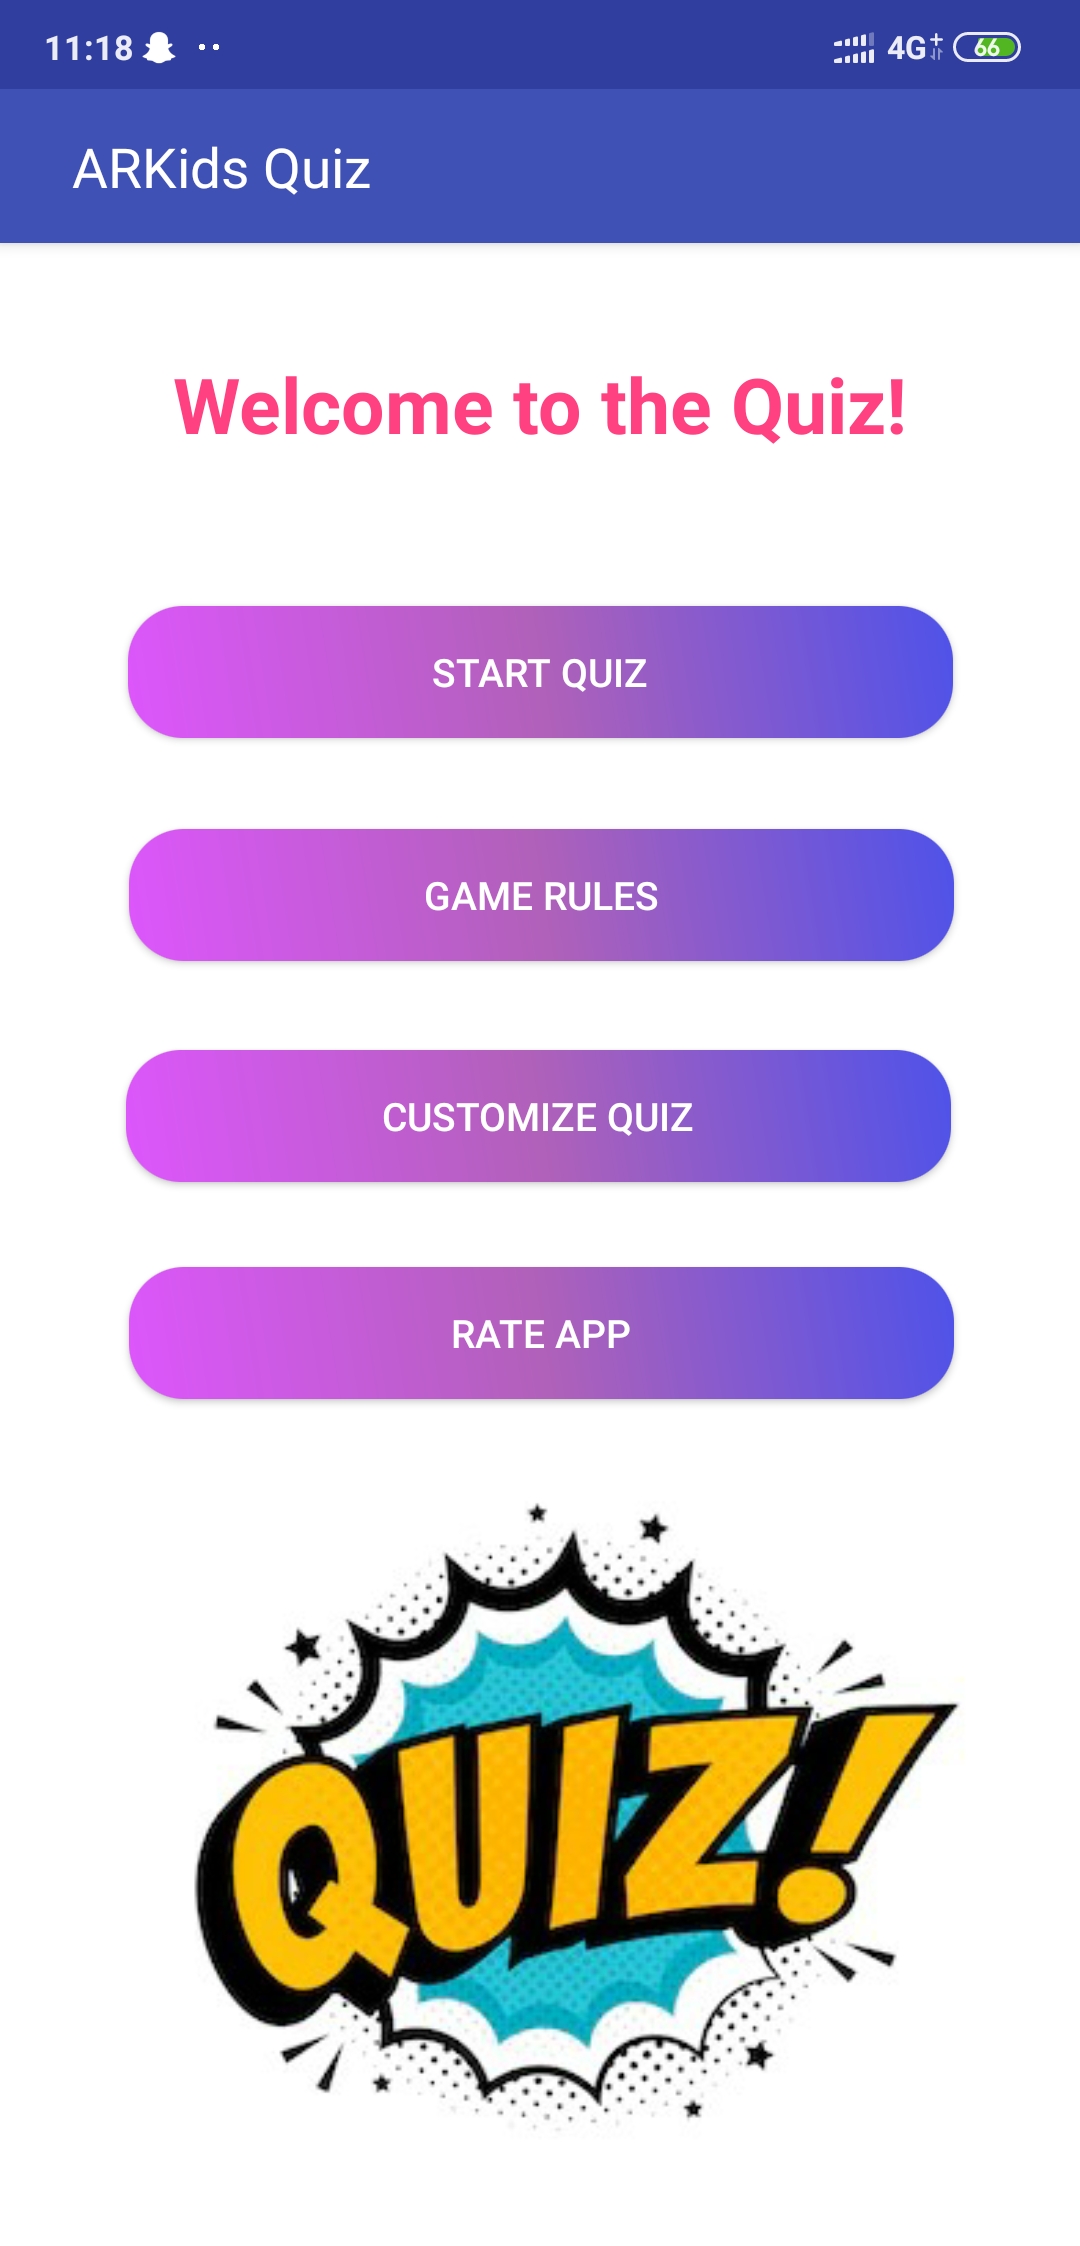 11:18
4G+
66
ARKids Quiz
Welcome to the Quiz!
START QUIZ
GAME RULES
CUSTOMIZE QUIZ
RATE APP
QUIZ!